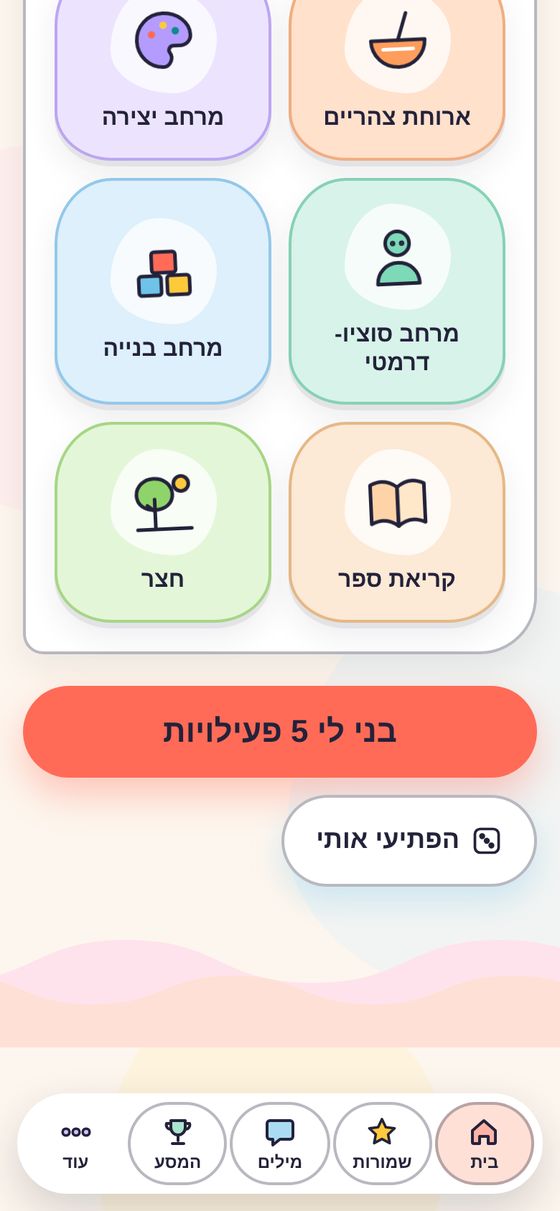 ארוחת צהריים
מרחב יצירה
מרחב סוציו-
דרמטי
מרחב בנייה
קריאת ספר
חצר
בני לי 5 פעילויות
הפתיעי אותי
בית
שמורות
מילים
המסע
עוד